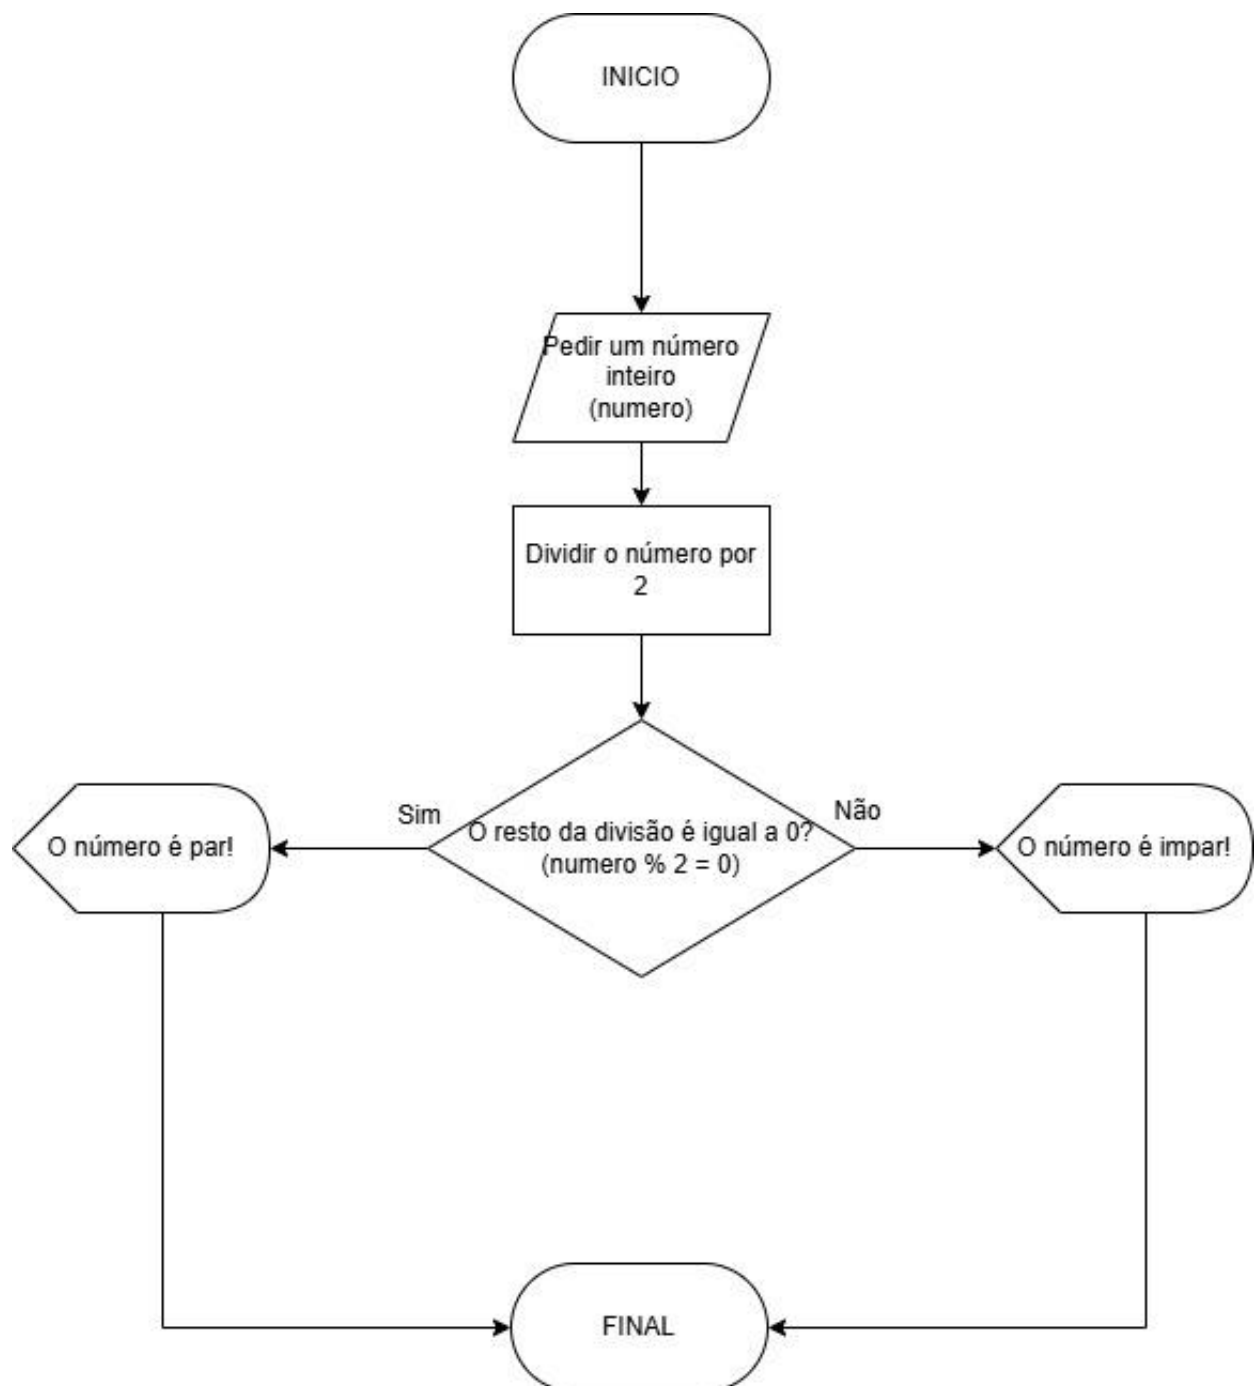 INICIO
Pedir um número
inteiro
(numero)
Dividir o número por
2
Sim
Não
O resto da divisão é igual a 0?
(numero % 2 = 0)
O número é par!
O número é impar!
FINAL